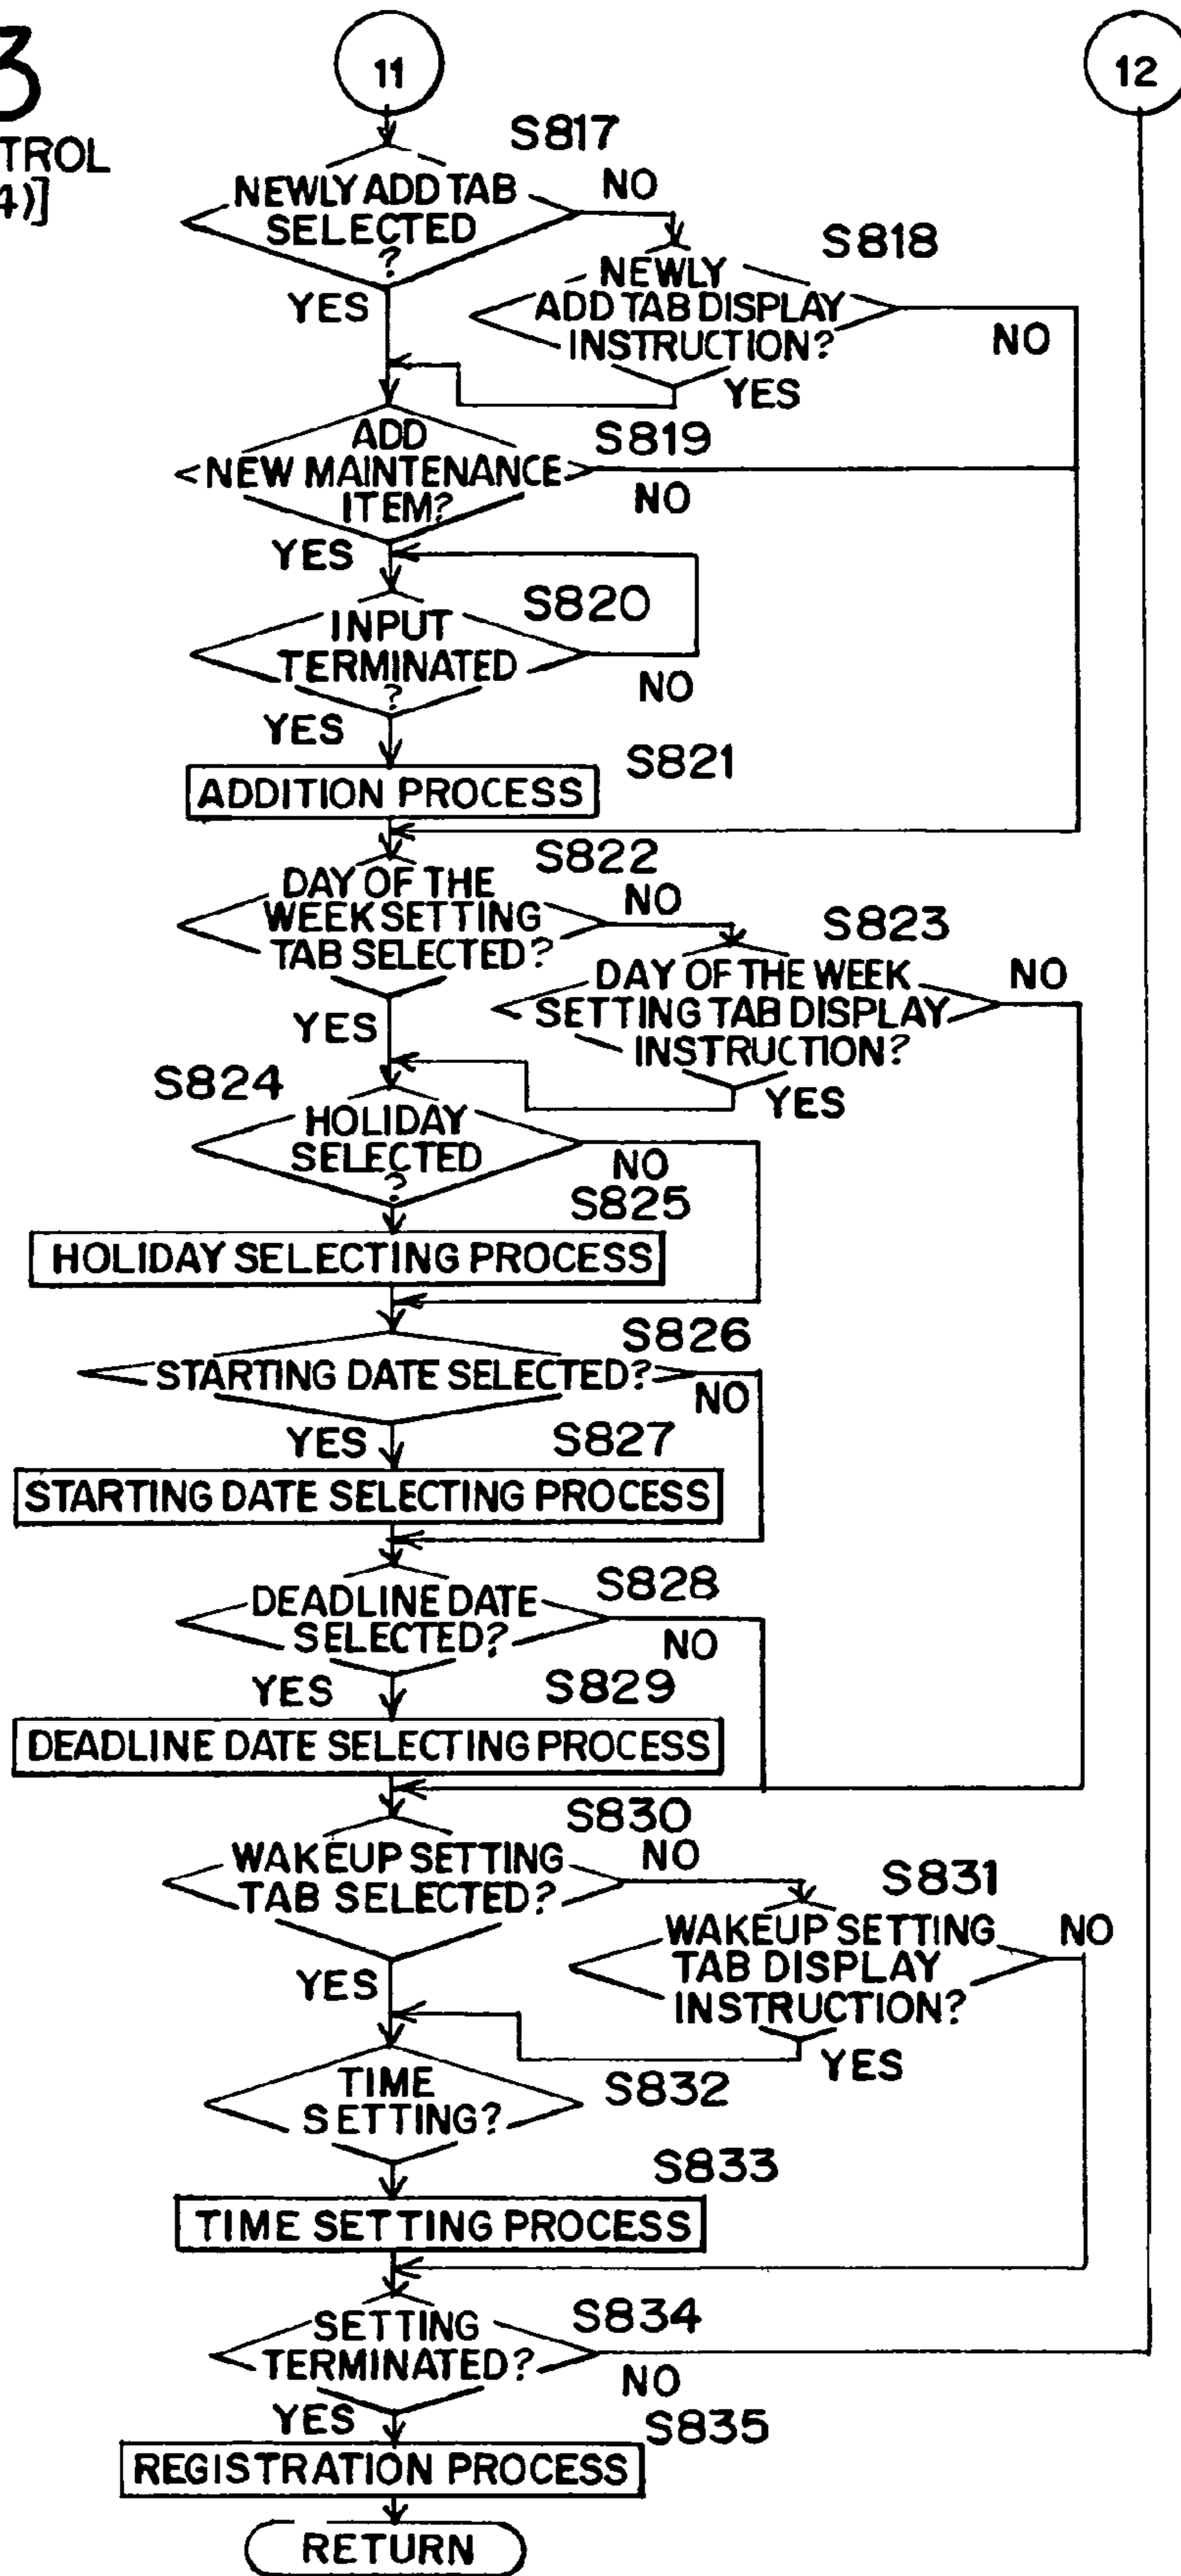 3
TROL
4)]
11
12
S817
NEWLY ADD TAB
SELECTED
?
NO
YES
S818
NEWLY
ADD TAB DISPLAY
INSTRUCTION?
NO
YES
ADD
NEW MAINTENANCE
ITEM?
S819
NO
YES
S820
INPUT
TERMINATED
?
NO
YES
S821
ADDITION PROCESS
S822
DAY OF THE
WEEK SETTING
TAB SELECTED?
NO
YES
S823
DAY OF THE WEEK
SETTING TAB DISPLAY
INSTRUCTION?
NO
YES
S824
HOLIDAY
SELECTED
?
NO
S825
HOLIDAY SELECTING PROCESS
S826
STARTING DATE SELECTED?
NO
YES
S827
STARTING DATE SELECTING PROCESS
S828
DEADLINE DATE
SELECTED?
NO
YES
S829
DEADLINE DATE SELECTING PROCESS
S830
WAKEUP SETTING
TAB SELECTED?
NO
YES
S831
WAKEUP SETTING
TAB DISPLAY
INSTRUCTION?
NO
YES
TIME
SETTING?
S832
S833
TIME SETTING PROCESS
S834
SETTING
TERMINATED?
NO
YES
S835
REGISTRATION PROCESS
RETURN